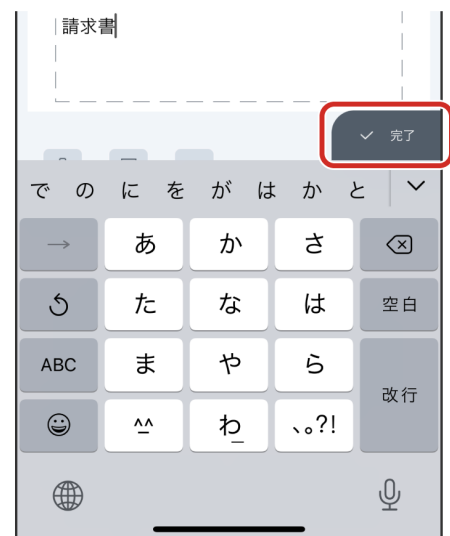 請求書
完了
で の に を が は か と
→ あ か さ
た な は 空白
ABC ま や ら 改行
^^ わ_ 、。?!